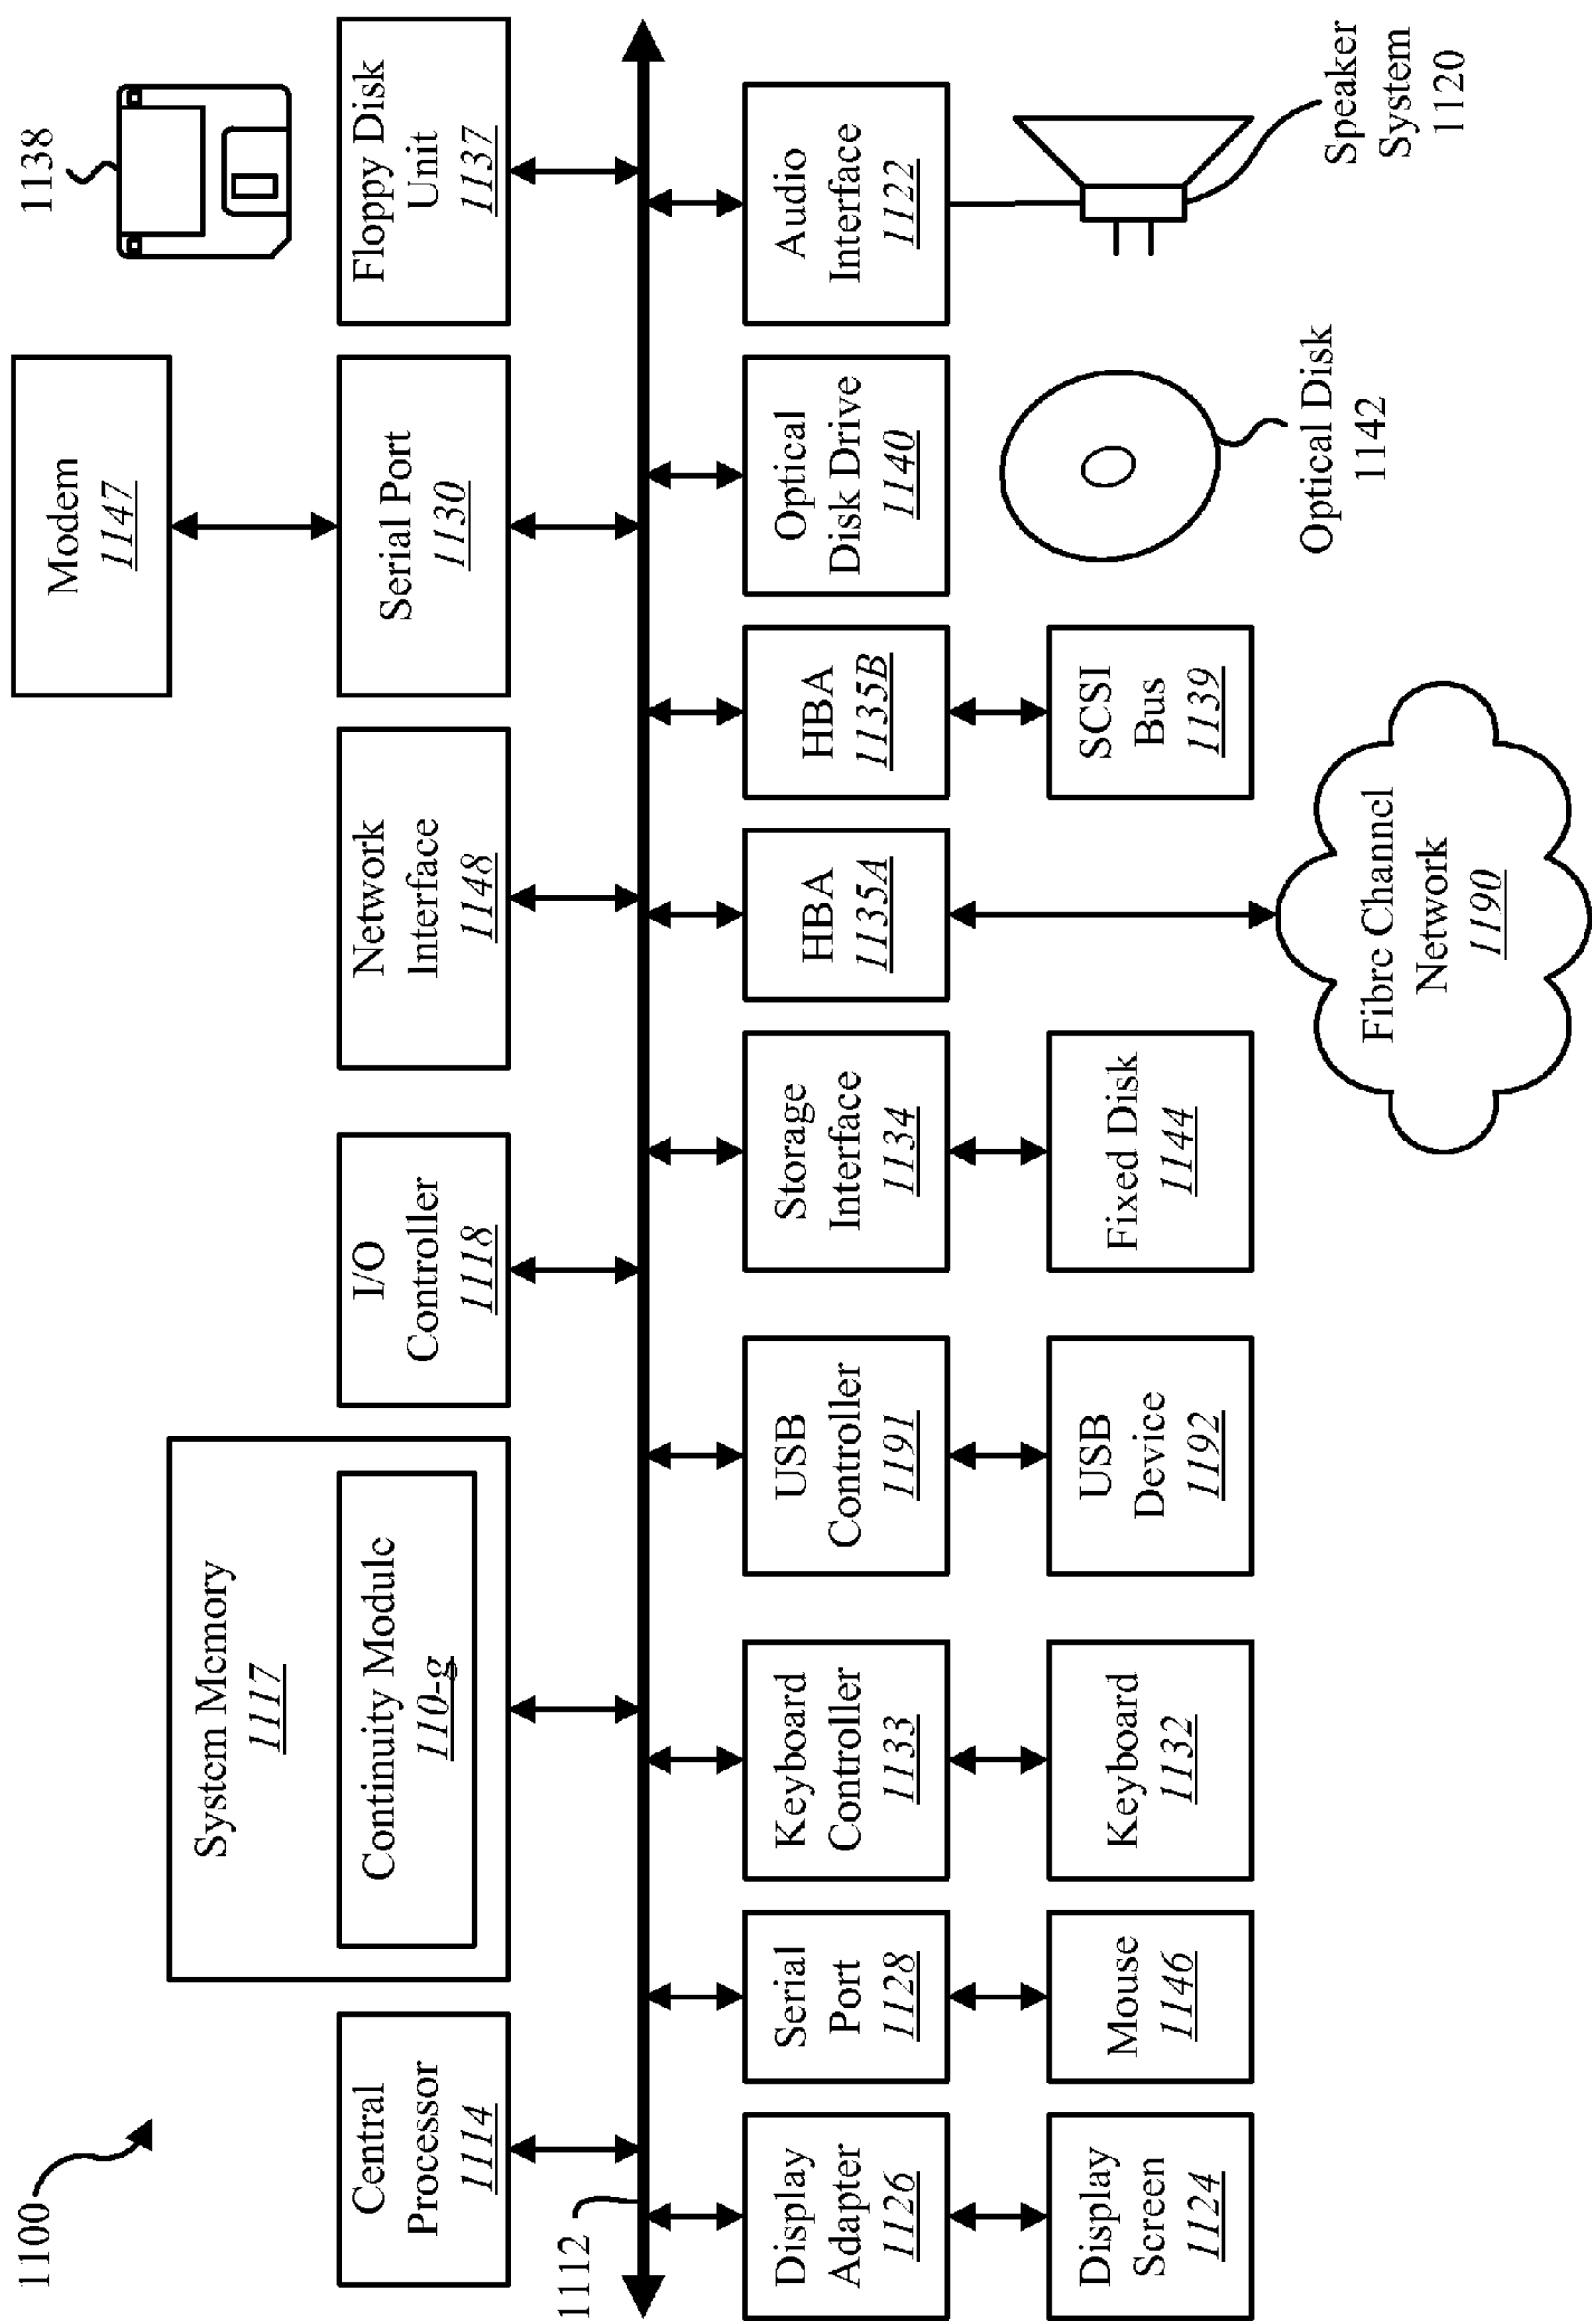 1100
Modem
1147
1138
Central
Processor
1114
System Memory
1117
Continuity Module
110-g
I/O
Controller
1118
Network
Interface
1148
Serial Port
1130
Floppy Disk
Unit
1137
1112
Display
Adapter
1126
Serial
Port
1128
Keyboard
Controller
1133
USB
Controller
1191
Storage
Interface
1134
HBA
1135A
HBA
1135B
Optical
Disk Drive
1140
Audio
Interface
1122
Display
Screen
1124
Mouse
1146
Keyboard
1132
USB
Device
1192
Fixed Disk
1144
SCSI
Bus
1139
Fibre Channel
Network
1190
Optical Disk
1142
Speaker
System
1120